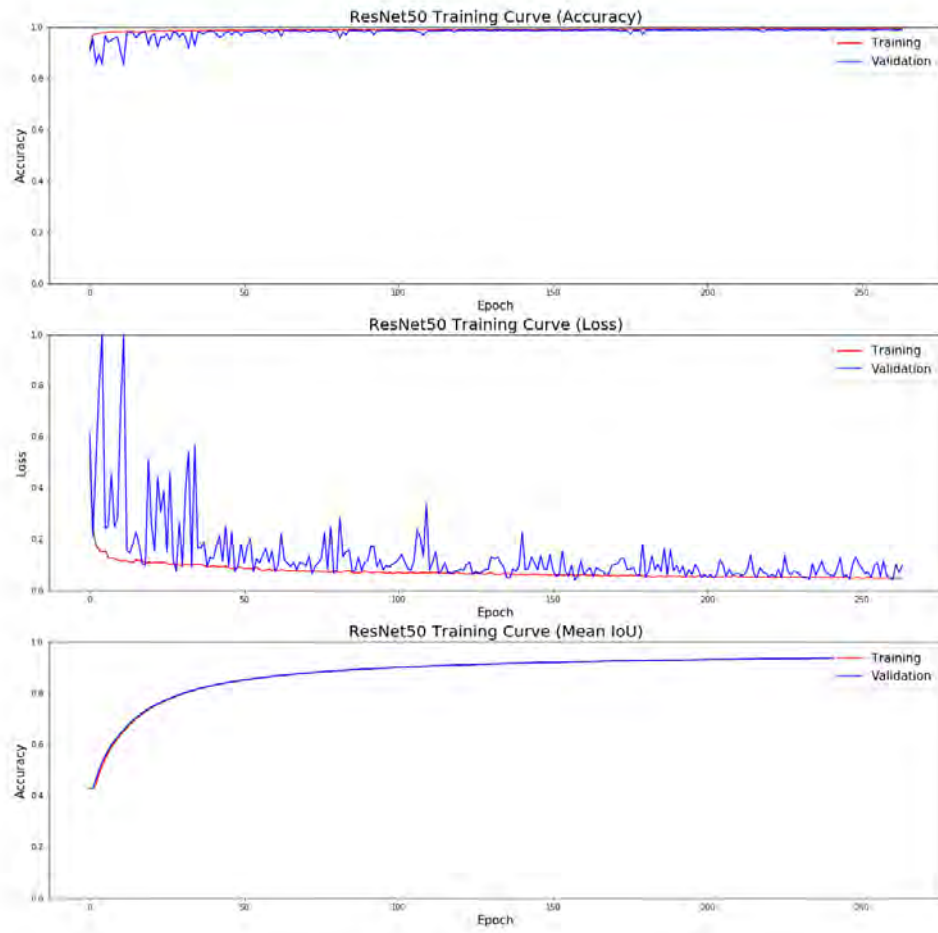 ResNet50 Training Curve (Accuracy)
1.0
Training
Validation
0.8
0.6
Accuracy
0.4
0.2
0.0
0 50 100 150 200 250
Epoch
ResNet50 Training Curve (Loss)
1.0
Training
Validation
0.8
0.6
Loss
0.4
0.2
0.0
0 50 100 150 200 250
Epoch
ResNet50 Training Curve (Mean IoU)
1.0
Training
Validation
0.8
0.6
Accuracy
0.4
0.2
0.0
0 50 100 150 200 250
Epoch